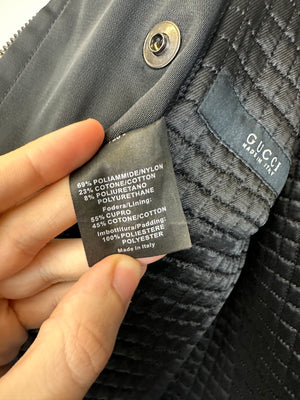 69% POLIAMMIDE/NYLON
23% COTONE/COTTON
8% POLIURETANO
POLYURETHANE
Fodera/Lining:
55% CUPRO
45% COTONE/COTTON
Imbottitura/Padding:
100% POLIESTERE
POLYESTER
Made in Italy
GUCCI
MADE IN ITALY